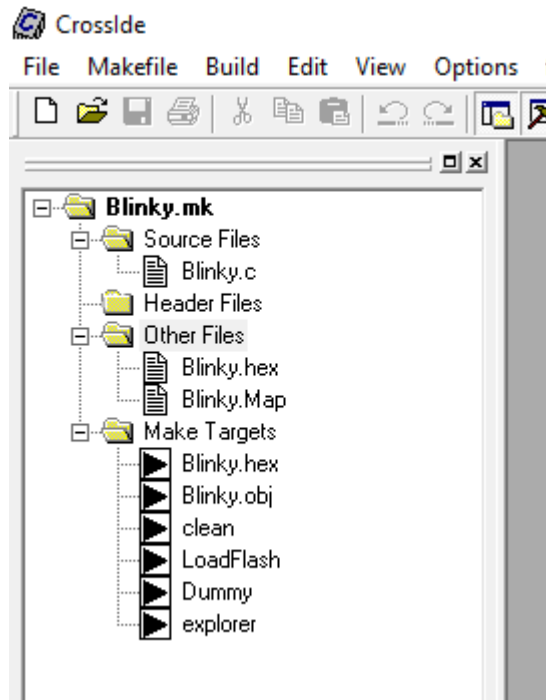 CrossIde
File Makefile Build Edit View Options
Blinky.mk
Source Files
Blinky.c
Header Files
Other Files
Blinky.hex
Blinky.Map
Make Targets
Blinky.hex
Blinky.obj
clean
LoadFlash
Dummy
explorer